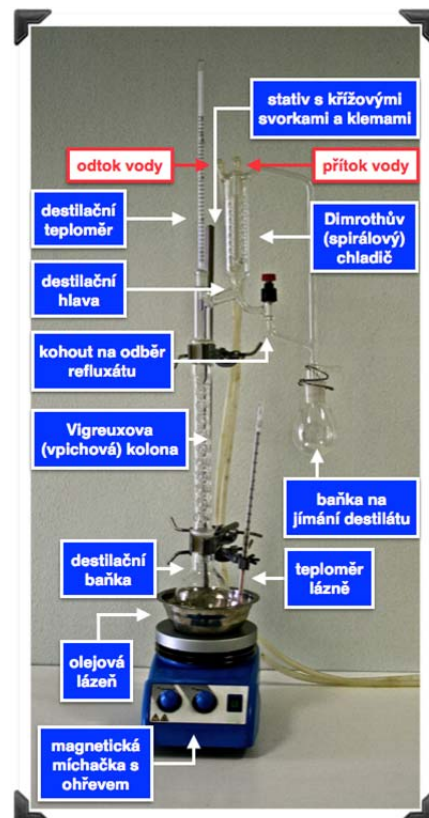 stativ s křížovými
svorkami a klemami
odtok vody
přítok vody
destilační
teploměr
Dimrothův
(spirálový)
chladič
destilační
hlava
kohout na odběr
refluxátu
Vigreuxova
(vpichová) kolona
baňka na
jímání destilátu
destilační
baňka
teploměr
lázně
olejová
lázeň
magnetická
míchačka s
ohřevem